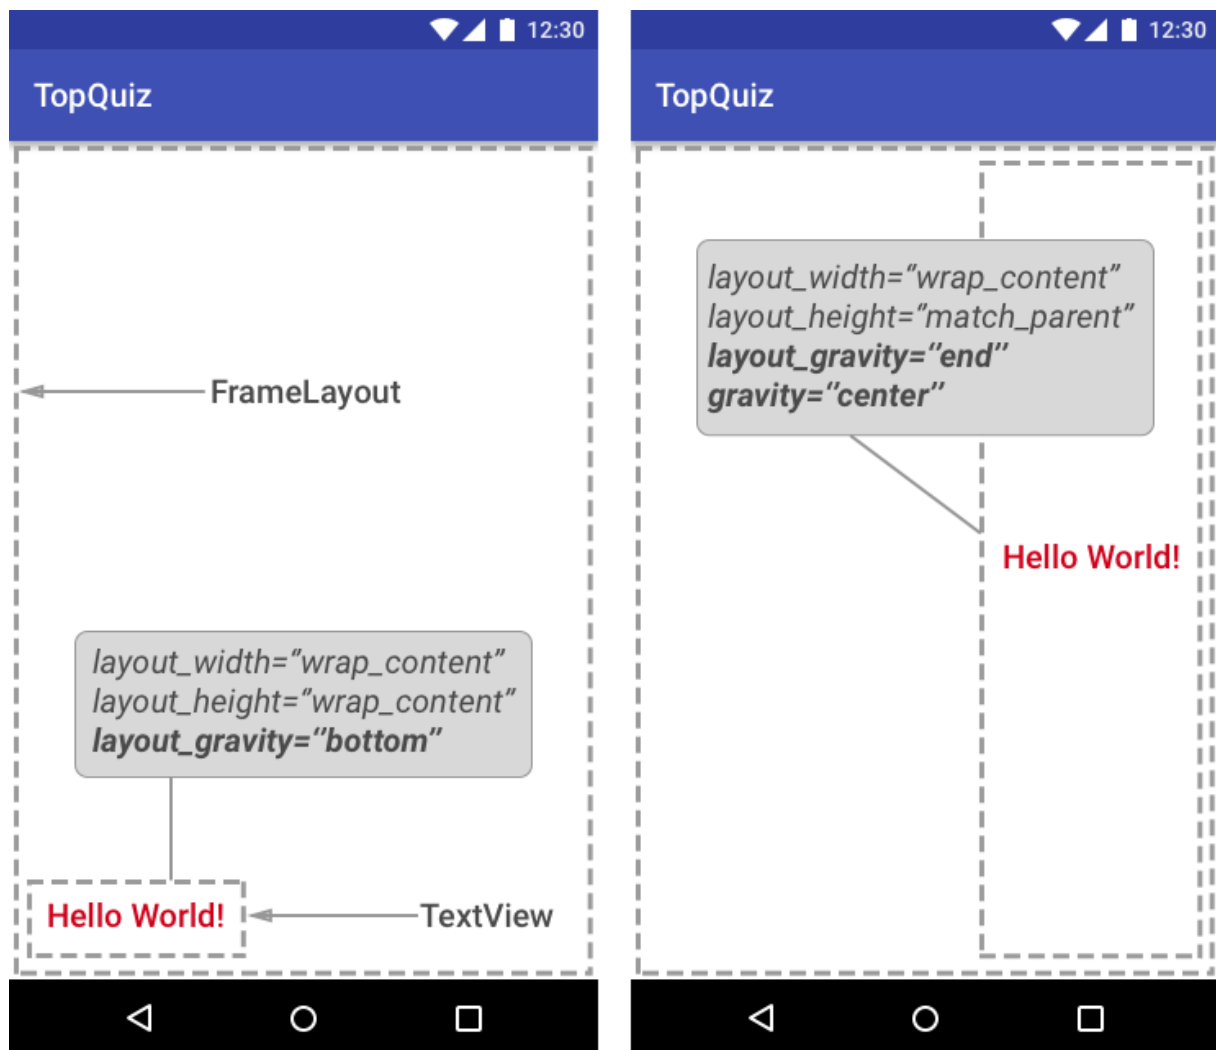 12:30
TopQuiz
FrameLayout
layout_width=“wrap_content”
layout_height=“wrap_content”
layout_gravity=“bottom”
Hello World!
TextView
12:30
TopQuiz
layout_width=“wrap_content”
layout_height=“match_parent”
layout_gravity=“end”
gravity=“center”
Hello World!